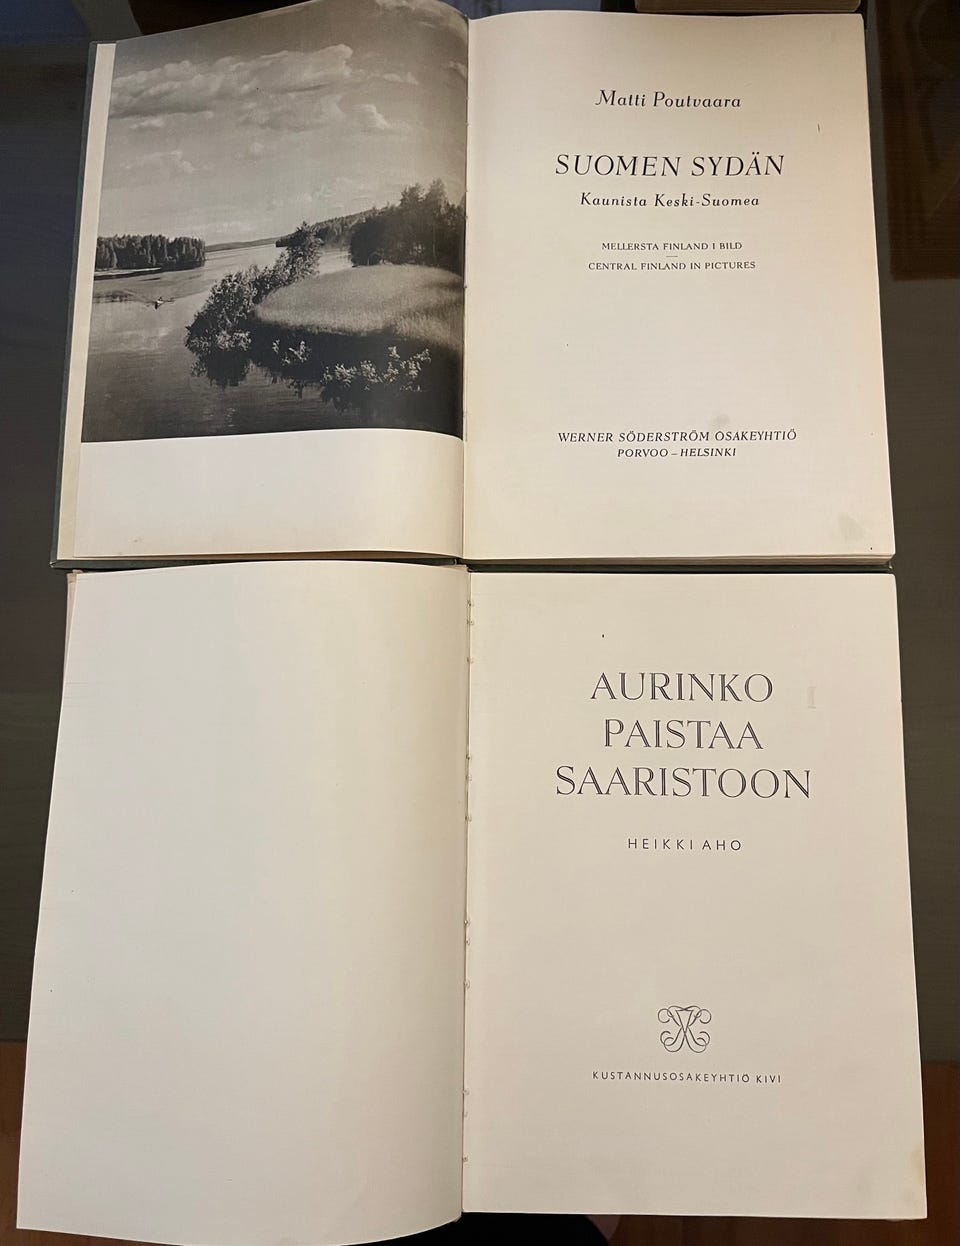 Matti Poutvaara
SUOMEN SYDÄN
Kaunista Keski-Suomea
MELLERSTA FINLAND I BILD
CENTRAL FINLAND IN PICTURES
WERNER SÖDERSTRÖM OSAKEYHTIÖ
PORVOO – HELSINKI
AURINKO
PAISTAA
SAARISTOON
HEIKKI AHO
KUSTANNUSOSAKEYHTIÖ KIVI